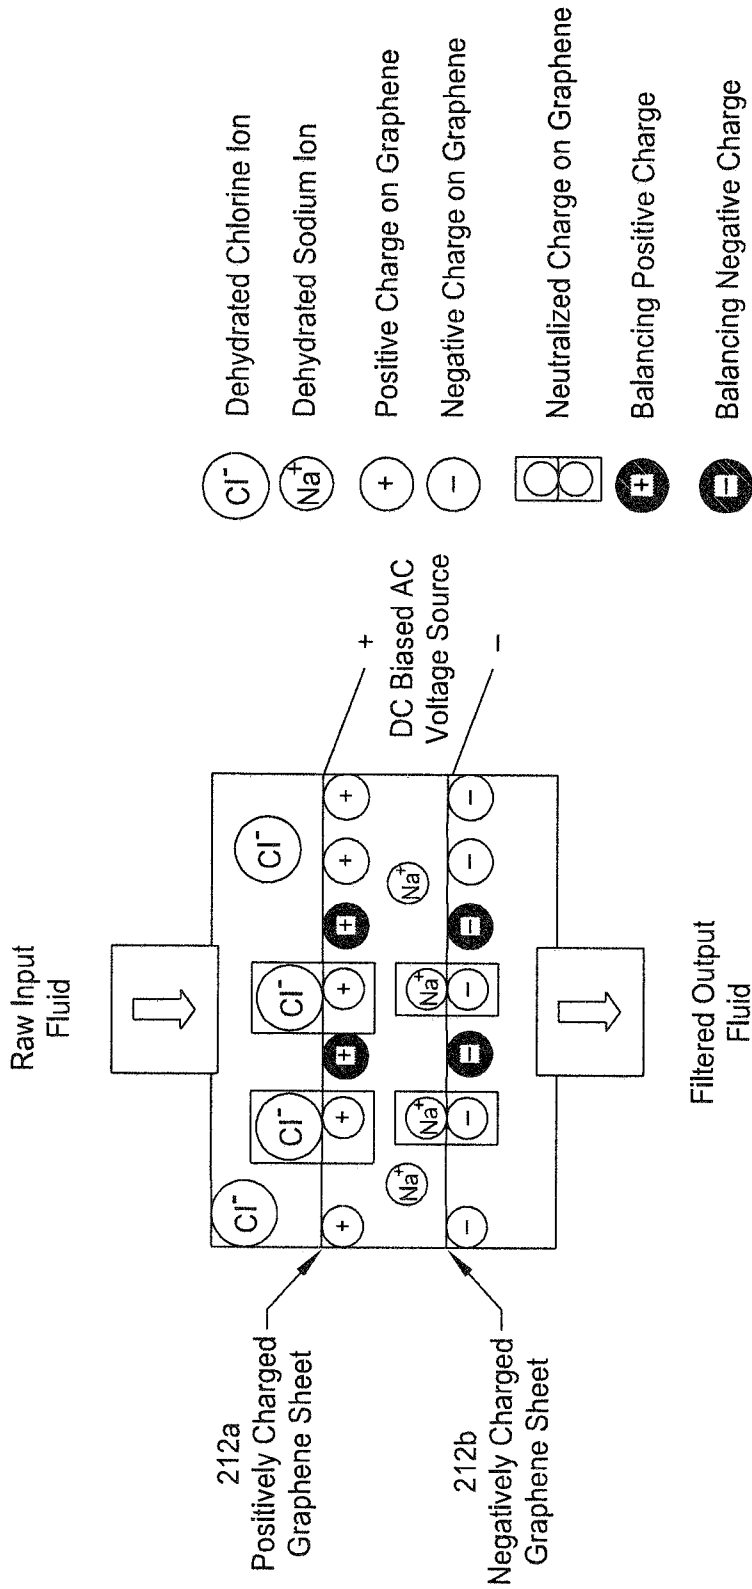 Raw Input
Fluid
Cl⁻ Cl⁻ Cl⁻ Cl⁻
+ + + + + + +
Na⁺ Na⁺ Na⁺ Na⁺
− − − − − − −
Filtered Output
Fluid
212a
Positively Charged
Graphene Sheet
212b
Negatively Charged
Graphene Sheet
+
DC Biased AC
Voltage Source
−
Cl⁻ Dehydrated Chlorine Ion
Na⁺ Dehydrated Sodium Ion
+ Positive Charge on Graphene
− Negative Charge on Graphene
Neutralized Charge on Graphene
+ Balancing Positive Charge
− Balancing Negative Charge